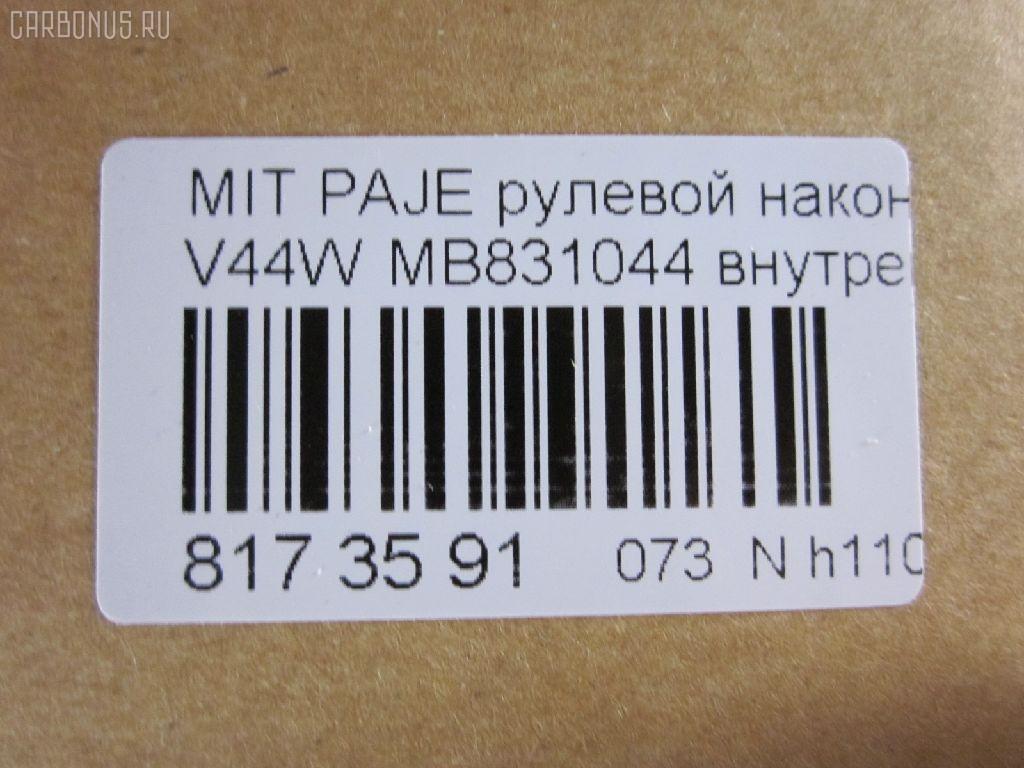 CARBONUS.RU
MIT PAJE рулевой након
V44W MB831044 внутре
817 35 91 073 N h110